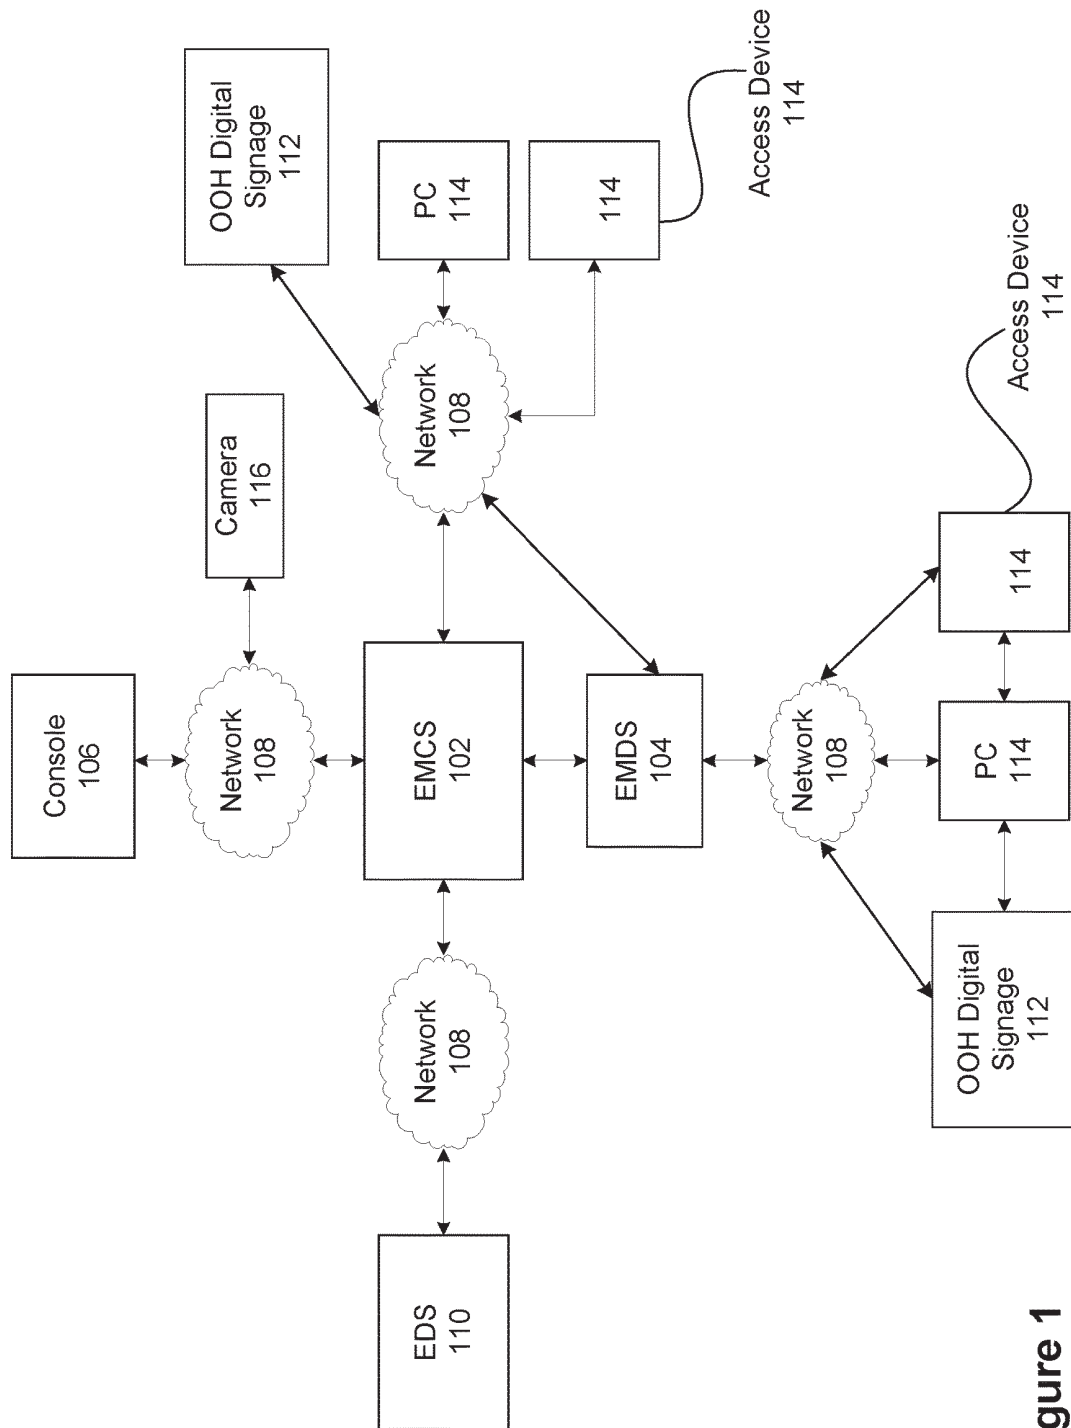 OOH Digital
Signage
112
PC
114
114
Access Device
114
Camera
116
Network
108
Console
106
Network
108
EMCS
102
EMDS
104
Network
108
114
Access Device
114
PC
114
OOH Digital
Signage
112
Network
108
EDS
110
gure 1